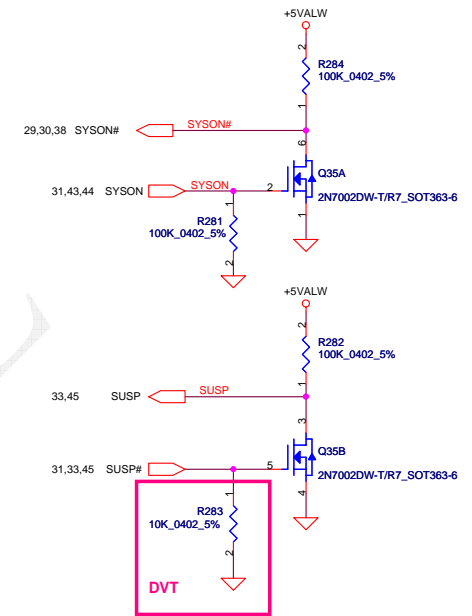 +5VALW
2
R284
100K_0402_5%
1
29,30,38 SYSON# SYSON#
6
Q35A
31,43,44 SYSON SYSON 2
2N7002DW-T/R7_SOT363-6
1
R281
100K_0402_5%
1
2
+5VALW
2
R282
100K_0402_5%
1
33,45 SUSP SUSP
3
Q35B
31,33,45 SUSP# 5
2N7002DW-T/R7_SOT363-6
4
1
R283
10K_0402_5%
2
DVT